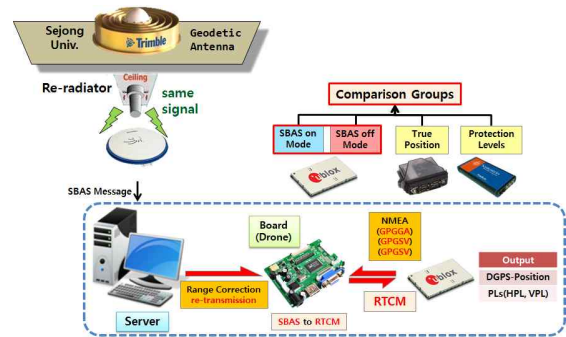 Sejong
Univ.
Trimble
Geodetic
Antenna
Ceiling
Re-radiator
same
signal
Comparison Groups
SBAS on
Mode
SBAS off
Mode
True
Position
Protection
Levels
blox
SBAS Message
Server
Range Correction
re-transmission
Board
(Drone)
SBAS to RTCM
NMEA
(GPGGA)
(GPGSV)
(GPGSV)
RTCM
blox
Output
DGPS-Position
PLs(HPL, VPL)